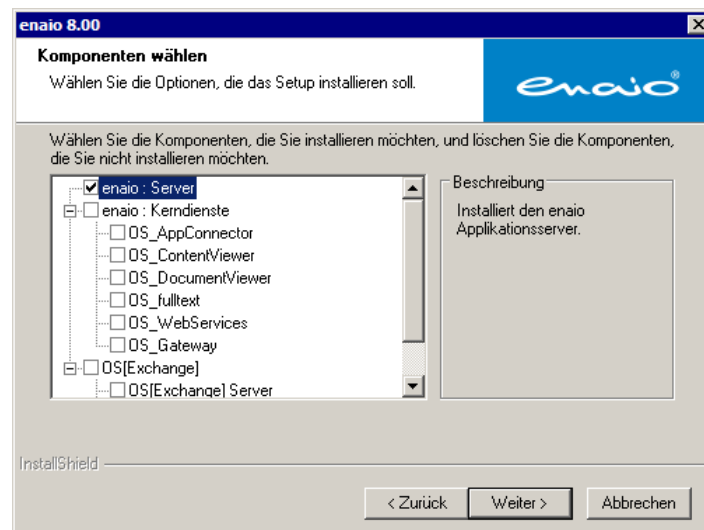 enaio 8.00
Komponenten wählen
Wählen Sie die Optionen, die das Setup installieren soll.
enaio®
Wählen Sie die Komponenten, die Sie installieren möchten, und löschen Sie die Komponenten,
die Sie nicht installieren möchten.
enaio : Server
enaio : Kerndienste
OS_AppConnector
OS_ContentViewer
OS_DocumentViewer
OS_fulltext
OS_WebServices
OS_Gateway
OS[Exchange]
OS[Exchange] Server
Beschreibung
Installiert den enaio
Applikationsserver.
InstallShield
< Zurück
Weiter >
Abbrechen